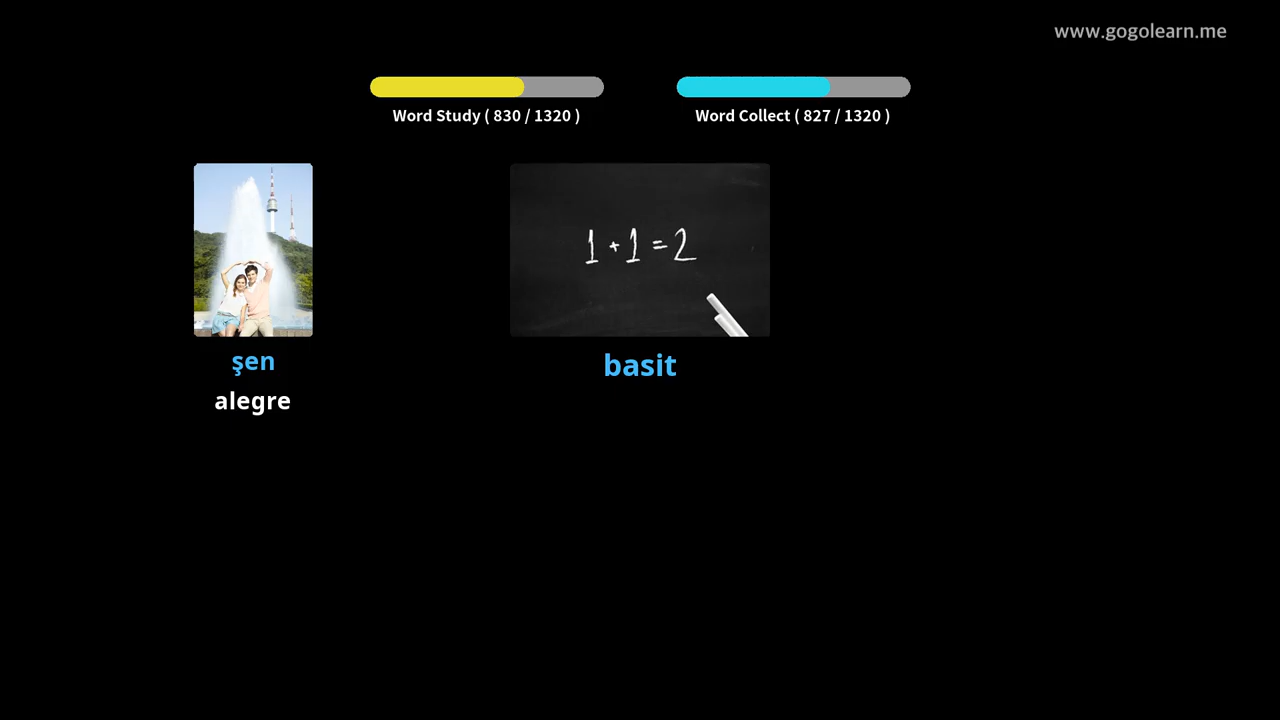 www.gogolearn.me
Word Study ( 830 / 1320 )
Word Collect ( 827 / 1320 )
1 + 1 = 2
şen
alegre
basit